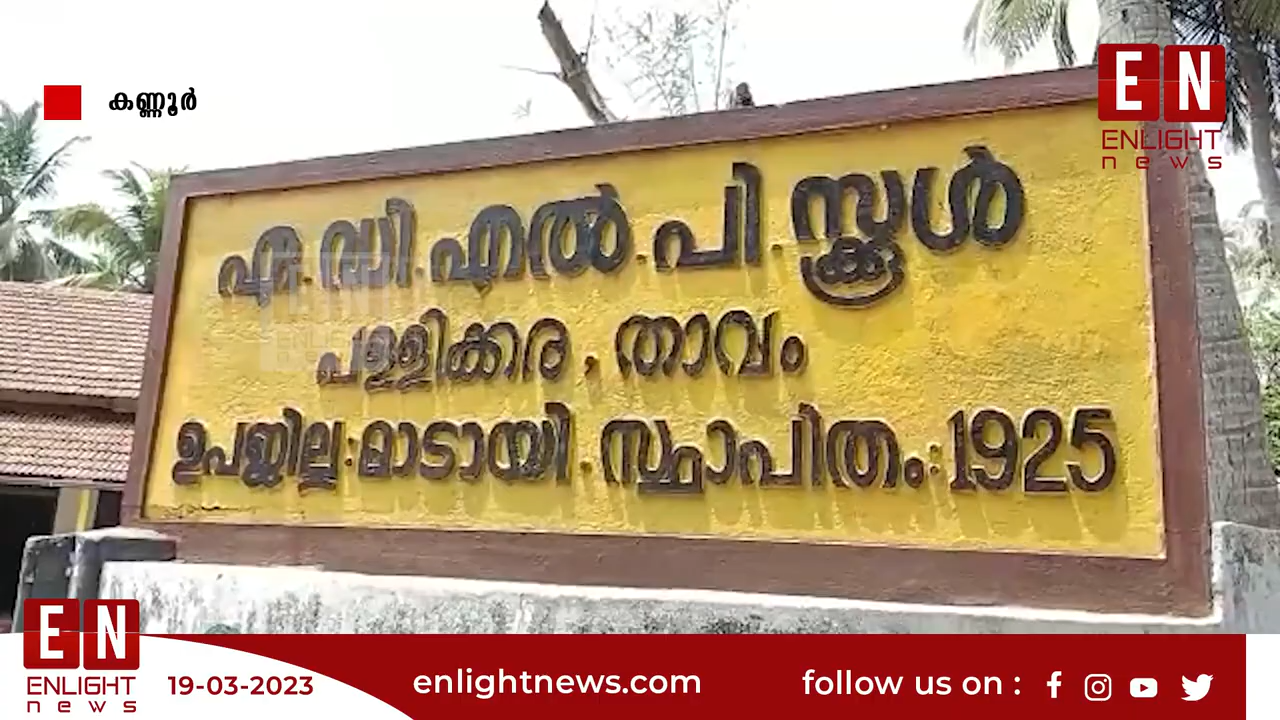 കണ്ണൂർ
EN
ENLIGHT
news
എ.ഡി.എൽ.പി.സ്ക്കൂൾ
പള്ളിക്കര, താവം
ഉപജില്ല:മാടായി.സ്ഥാപിതം:1925
EN
ENLIGHT
news
19-03-2023
enlightnews.com
follow us on :